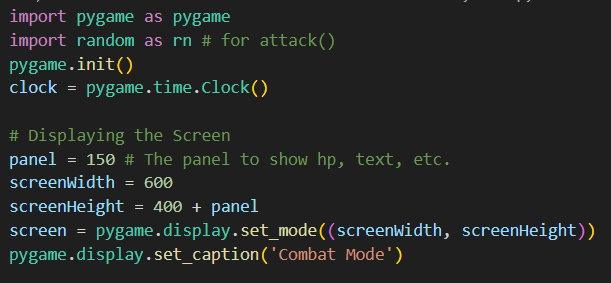 import pygame as pygame
import random as rn # for attack()
pygame.init()
clock = pygame.time.Clock()
# Displaying the Screen
panel = 150 # The panel to show hp, text, etc.
screenWidth = 600
screenHeight = 400 + panel
screen = pygame.display.set_mode((screenWidth, screenHeight))
pygame.display.set_caption('Combat Mode')